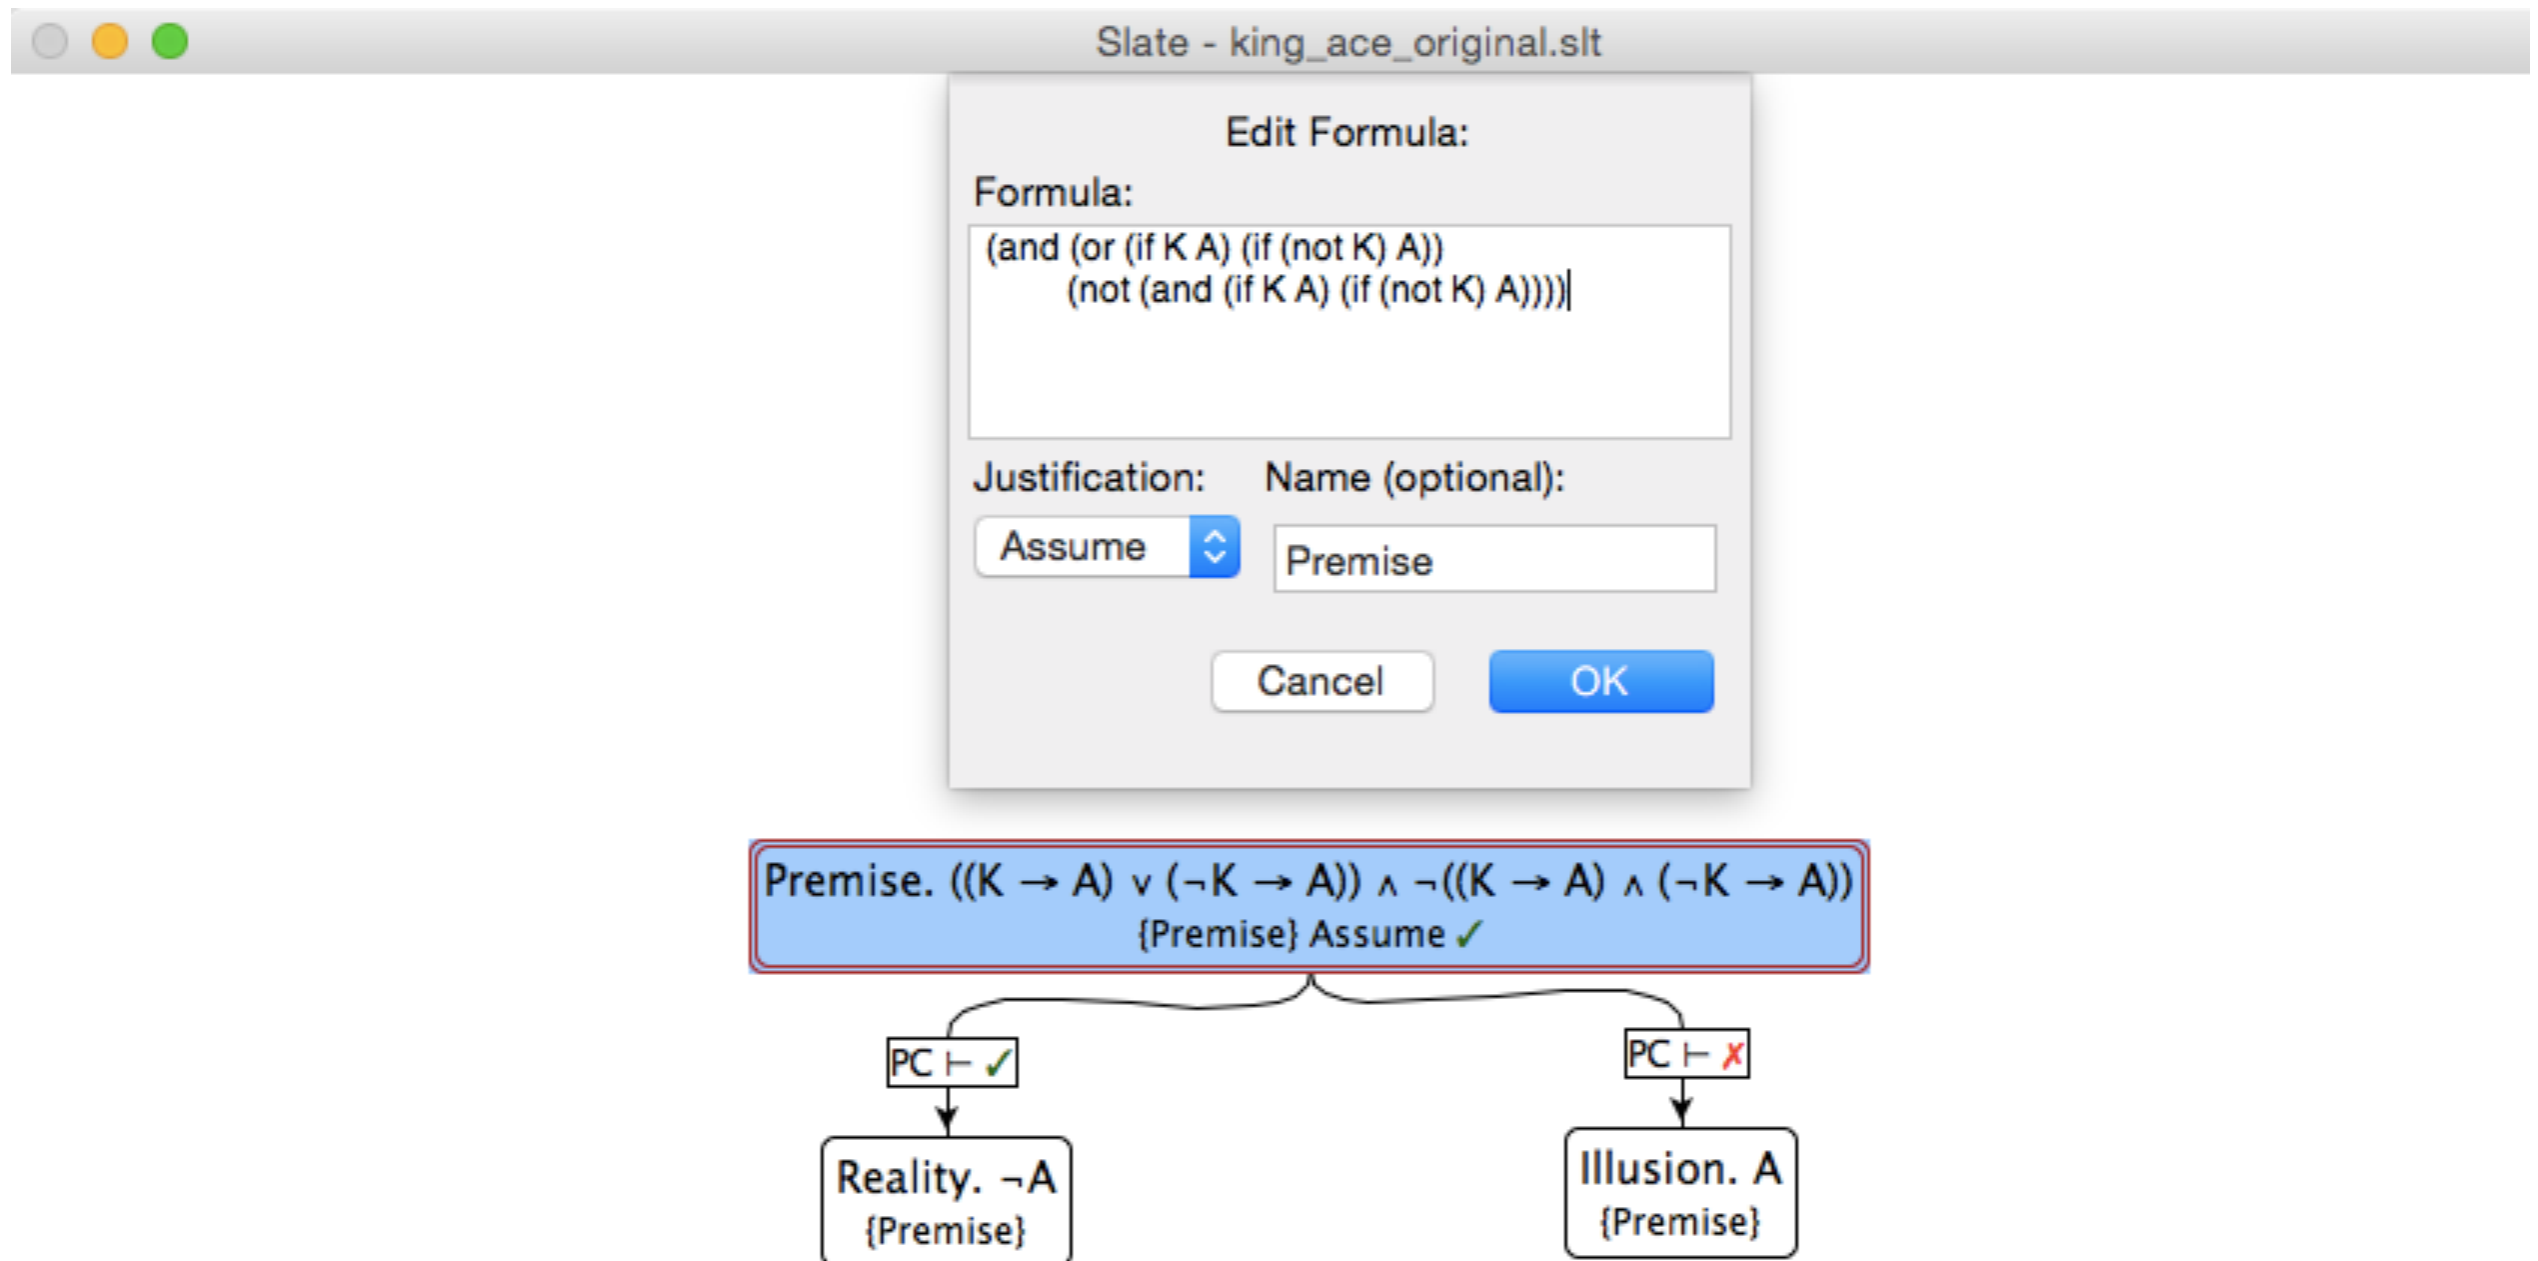 Slate - king_ace_original.slt
Edit Formula:
Formula:
(and (or (if K A) (if (not K) A))
(not (and (if K A) (if (not K) A))))
Justification: Name (optional):
Assume Premise
Cancel OK
Premise. ((K → A) ∨ (¬K → A)) ∧ ¬((K → A) ∧ (¬K → A))
{Premise} Assume ✓
PC ⊢ ✓ PC ⊢ ✗
Reality. ¬A Illusion. A
{Premise} {Premise}